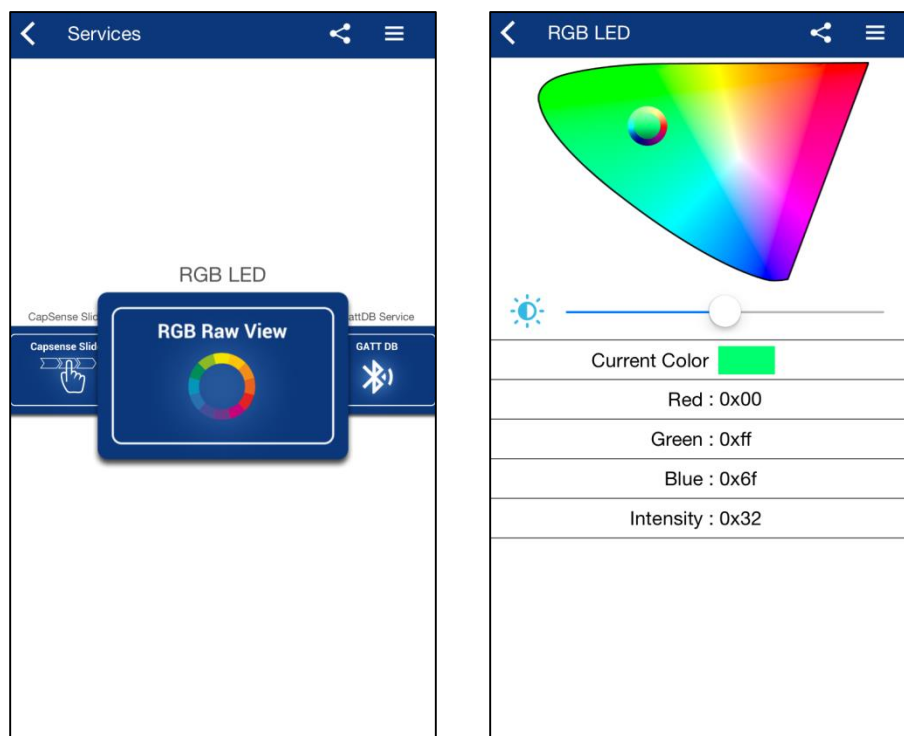 Services
RGB LED
CapSense Slid
RGB Raw View
attDB Service
Capsense Slid
GATT DB
RGB LED
Current Color
Red : 0x00
Green : 0xff
Blue : 0x6f
Intensity : 0x32